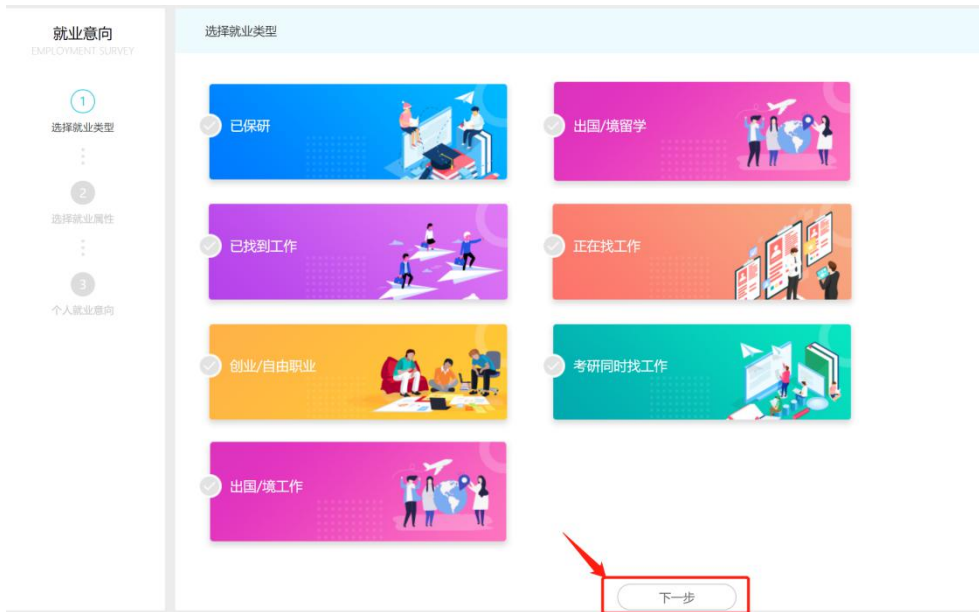 就业意向
EMPLOYMENT SURVEY
1
选择就业类型
2
选择就业属性
3
个人就业意向
选择就业类型
已保研
出国/境留学
已找到工作
正在找工作
创业/自由职业
考研同时找工作
出国/境工作
下一步